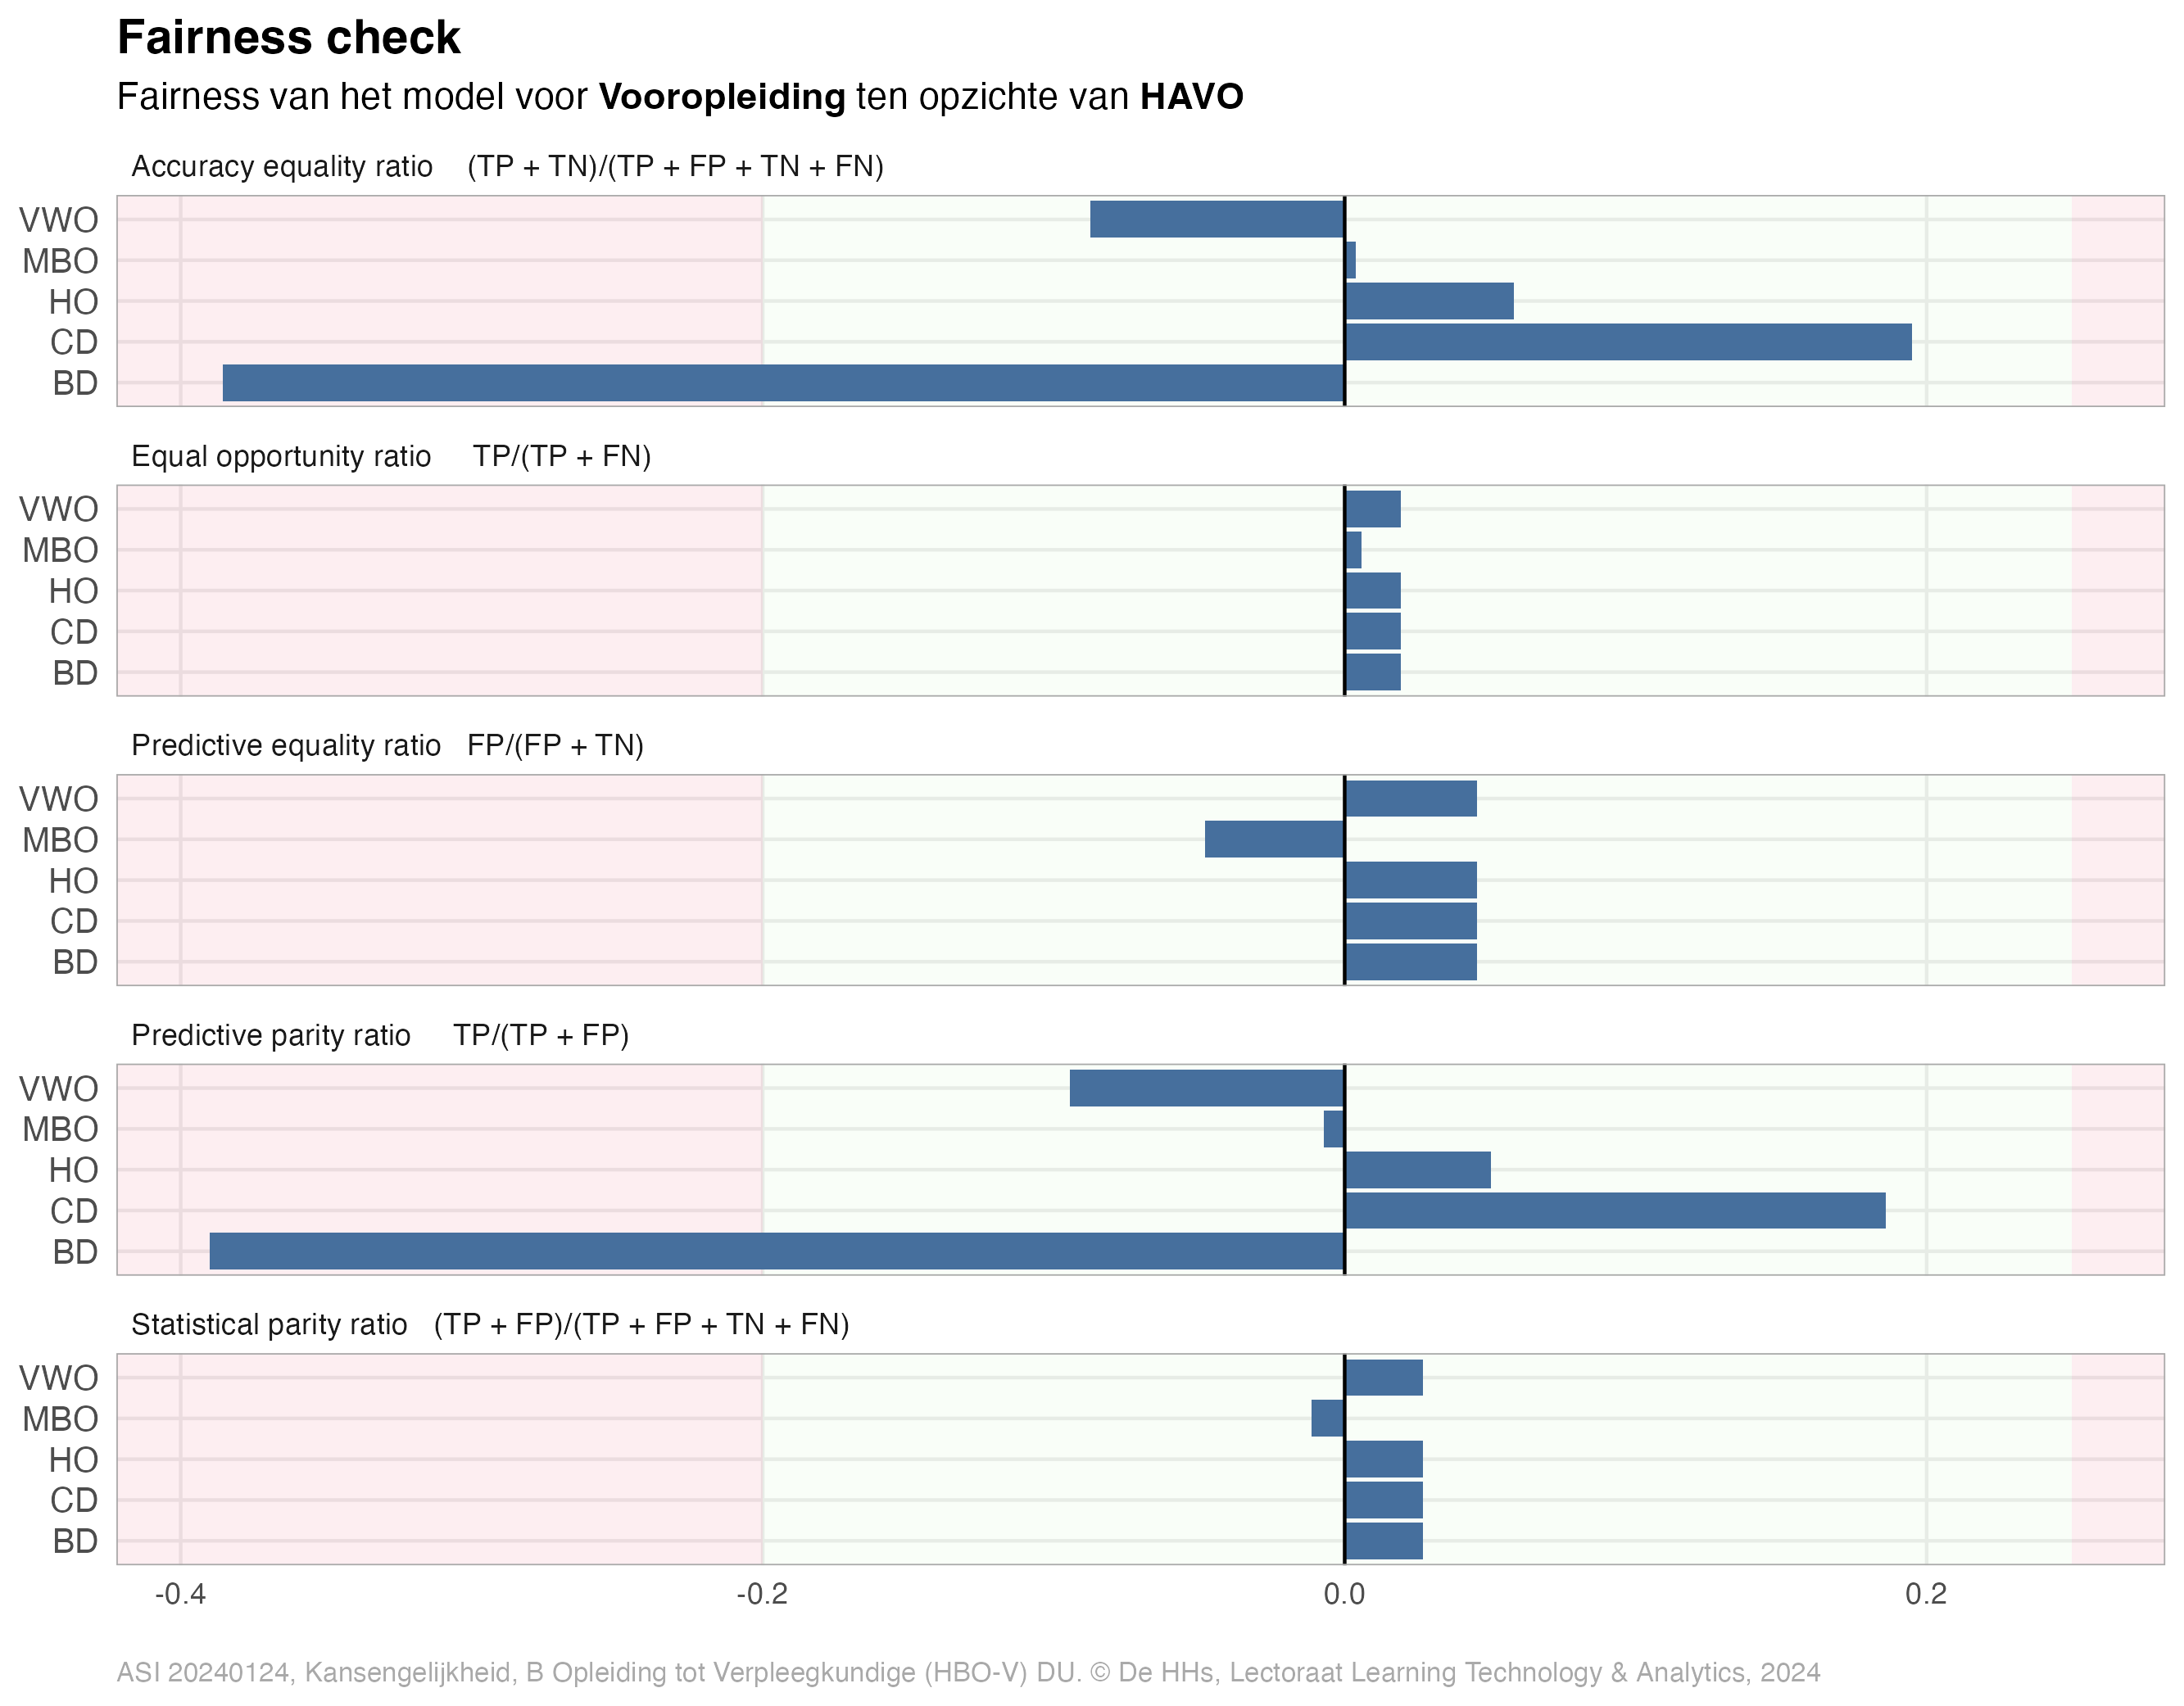 Fairness check
Fairness van het model voor Vooropleiding ten opzichte van HAVO
Accuracy equality ratio (TP + TN)/(TP + FP + TN + FN)
VWO
MBO
HO
CD
BD
Equal opportunity ratio TP/(TP + FN)
VWO
MBO
HO
CD
BD
Predictive equality ratio FP/(FP + TN)
VWO
MBO
HO
CD
BD
Predictive parity ratio TP/(TP + FP)
VWO
MBO
HO
CD
BD
Statistical parity ratio (TP + FP)/(TP + FP + TN + FN)
VWO
MBO
HO
CD
BD
-0.4 -0.2 0.0 0.2
ASI 20240124, Kansengelijkheid, B Opleiding tot Verpleegkundige (HBO-V) DU. © De HHs, Lectoraat Learning Technology & Analytics, 2024